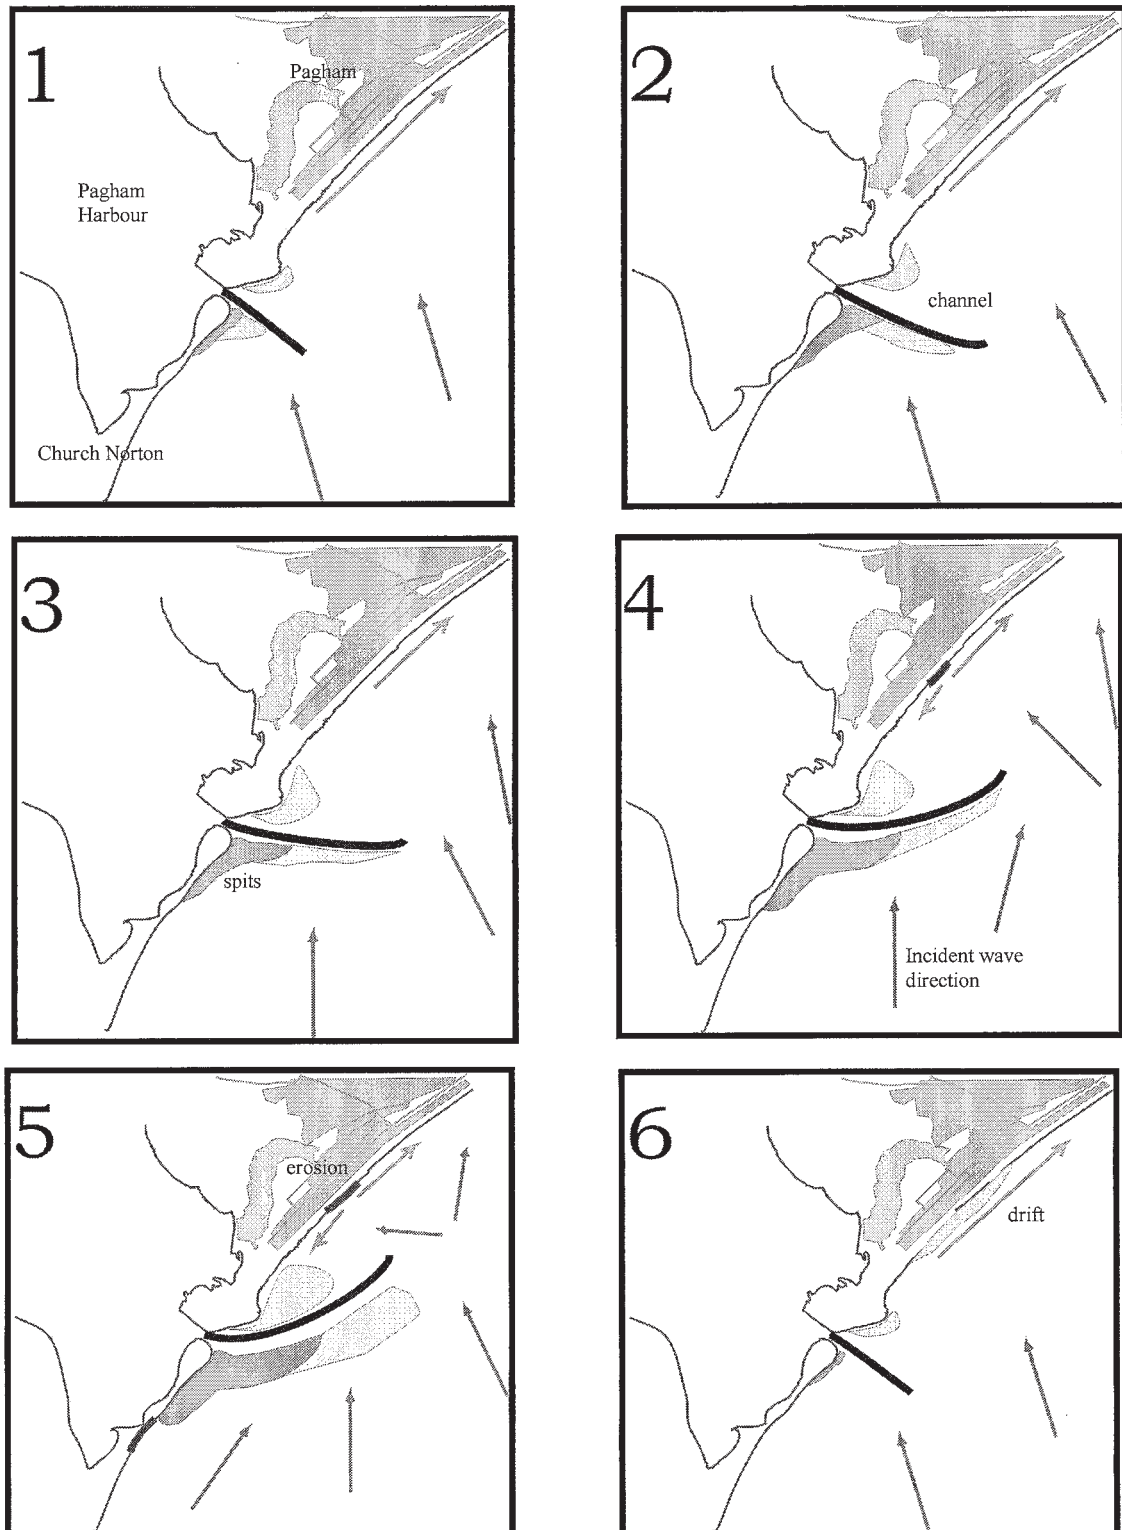 1
Pagham
Pagham
Harbour
Church Norton
2
channel
3
spits
4
Incident wave
direction
5
erosion
6
drift